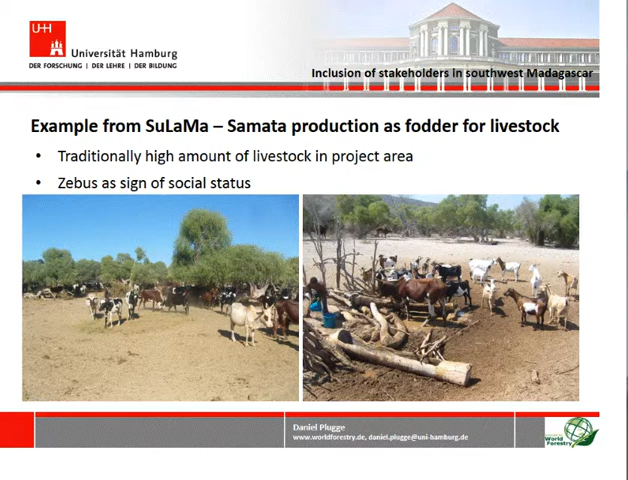 UH
Universität Hamburg
DER FORSCHUNG | DER LEHRE | DER BILDUNG
Inclusion of stakeholders in southwest Madagascar
Example from SuLaMa – Samata production as fodder for livestock
• Traditionally high amount of livestock in project area
• Zebus as sign of social status
Daniel Plugge
www.worldforestry.de, daniel.plugge@uni-hamburg.de
World
Forestry